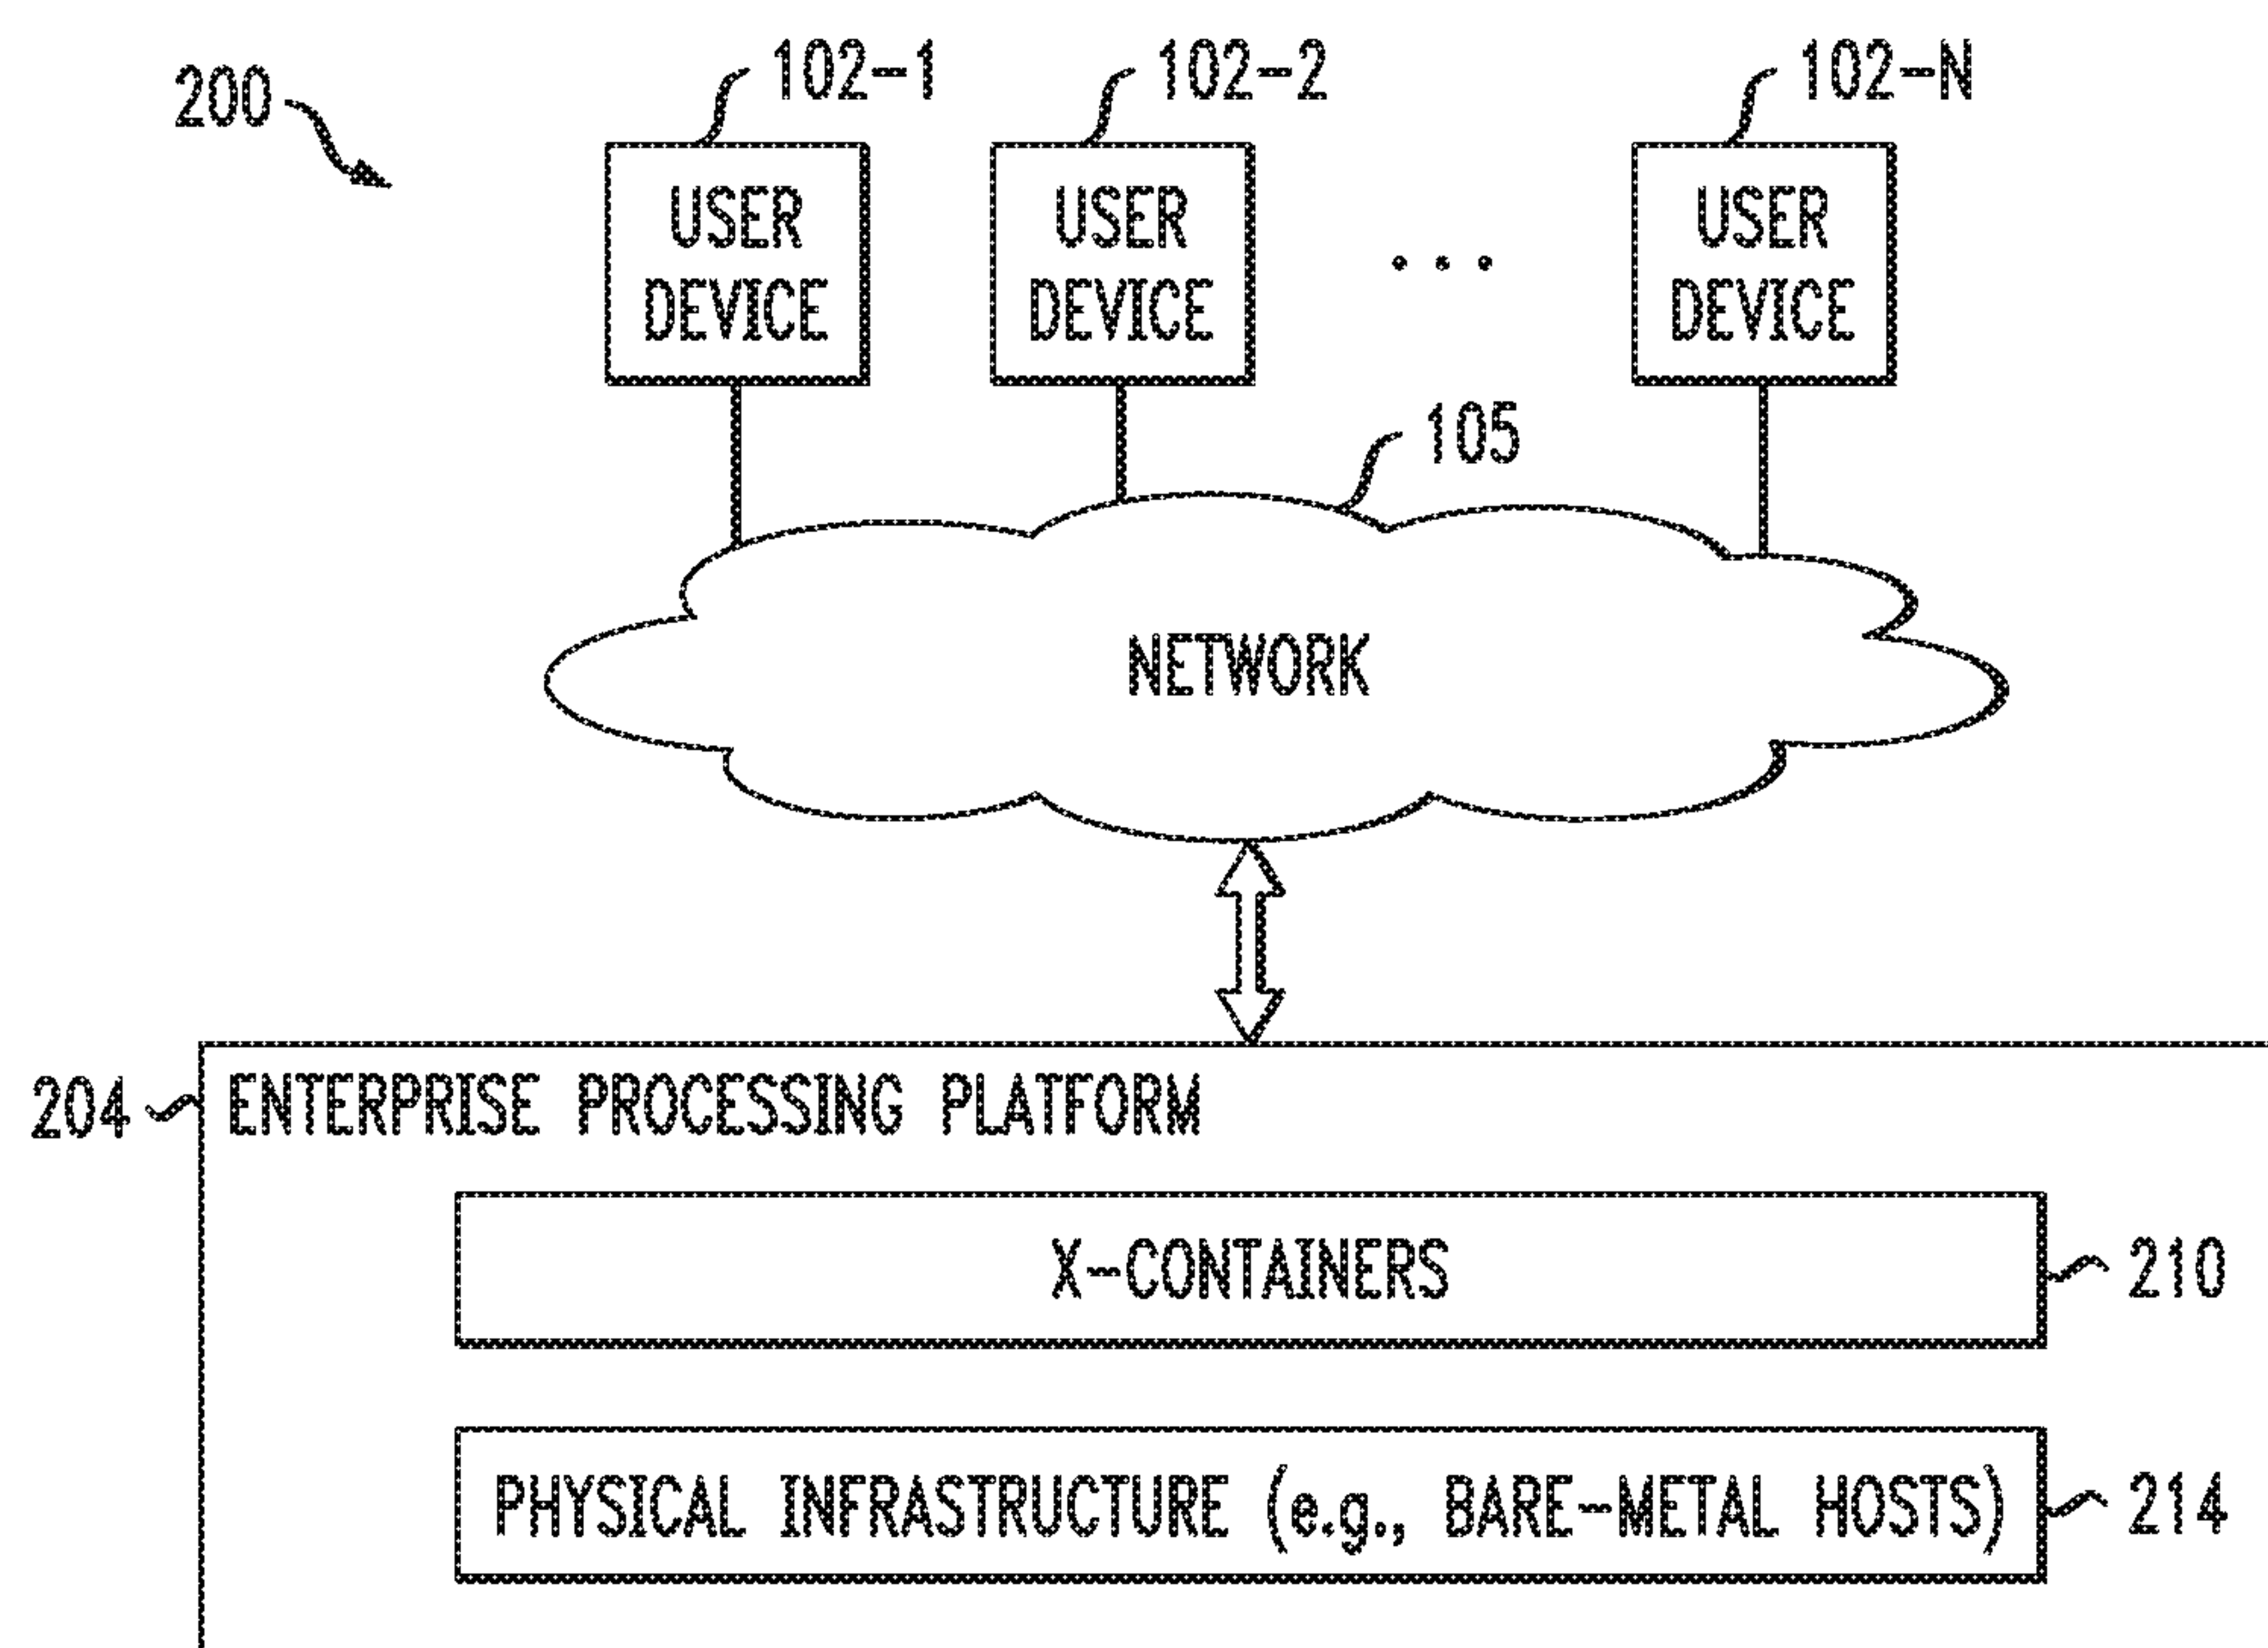 200
102-1
102-2
102-N
USER
DEVICE
USER
DEVICE
. . .
USER
DEVICE
105
NETWORK
204
ENTERPRISE PROCESSING PLATFORM
X-CONTAINERS
210
PHYSICAL INFRASTRUCTURE (e.g., BARE-METAL HOSTS)
214